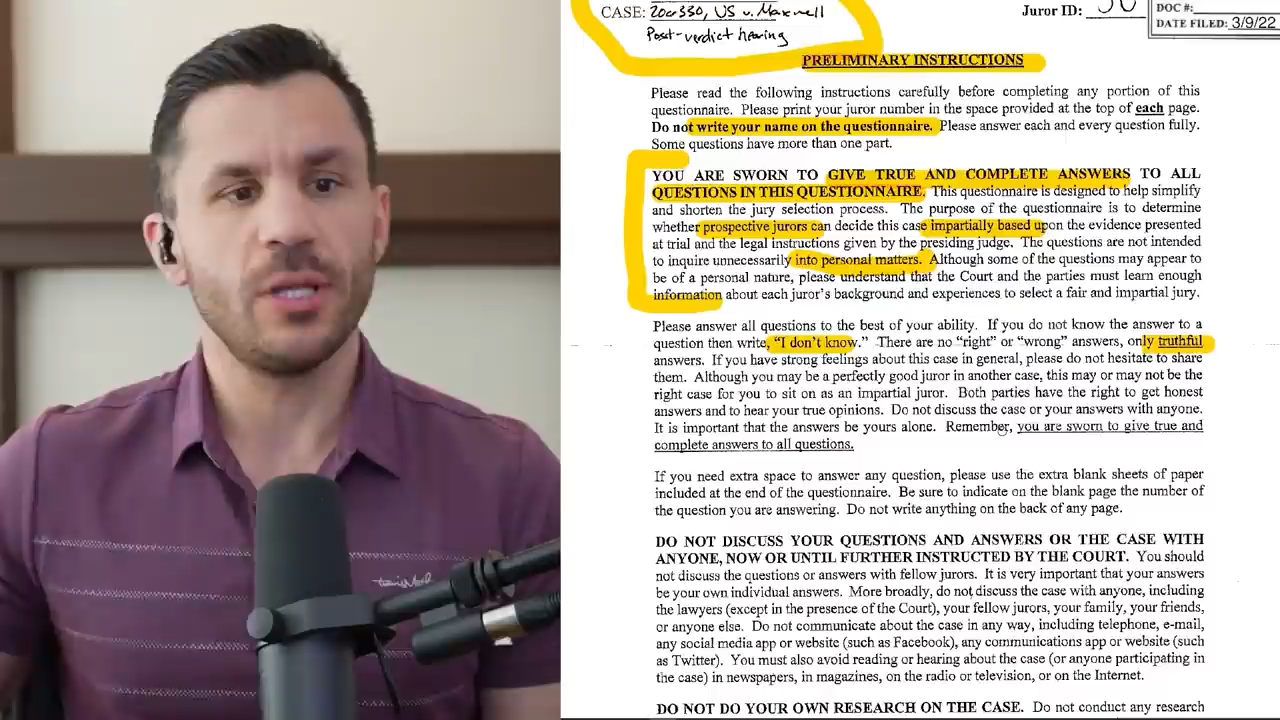 CASE: 20cr330, US v. Maxwell
Post-verdict hearing
Juror ID: 50
DOC #:
DATE FILED: 3/9/22
PRELIMINARY INSTRUCTIONS
Please read the following instructions carefully before completing any portion of this
questionnaire. Please print your juror number in the space provided at the top of each page.
Do not write your name on the questionnaire. Please answer each and every question fully.
Some questions have more than one part.
YOU ARE SWORN TO GIVE TRUE AND COMPLETE ANSWERS TO ALL
QUESTIONS IN THIS QUESTIONNAIRE. This questionnaire is designed to help simplify
and shorten the jury selection process. The purpose of the questionnaire is to determine
whether prospective jurors can decide this case impartially based upon the evidence presented
at trial and the legal instructions given by the presiding judge. The questions are not intended
to inquire unnecessarily into personal matters. Although some of the questions may appear to
be of a personal nature, please understand that the Court and the parties must learn enough
information about each juror's background and experiences to select a fair and impartial jury.
Please answer all questions to the best of your ability. If you do not know the answer to a
question then write, “I don't know.” There are no “right” or “wrong” answers, only truthful
answers. If you have strong feelings about this case in general, please do not hesitate to share
them. Although you may be a perfectly good juror in another case, this may or may not be the
right case for you to sit on as an impartial juror. Both parties have the right to get honest
answers and to hear your true opinions. Do not discuss the case or your answers with anyone.
It is important that the answers be yours alone. Remember, you are sworn to give true and
complete answers to all questions.
If you need extra space to answer any question, please use the extra blank sheets of paper
included at the end of the questionnaire. Be sure to indicate on the blank page the number of
the question you are answering. Do not write anything on the back of any page.
DO NOT DISCUSS YOUR QUESTIONS AND ANSWERS OR THE CASE WITH
ANYONE, NOW OR UNTIL FURTHER INSTRUCTED BY THE COURT. You should
not discuss the questions or answers with fellow jurors. It is very important that your answers
be your own individual answers. More broadly, do not discuss the case with anyone, including
the lawyers (except in the presence of the Court), your fellow jurors, your family, your friends,
or anyone else. Do not communicate about the case in any way, including telephone, e-mail,
any social media app or website (such as Facebook), any communications app or website (such
as Twitter). You must also avoid reading or hearing about the case (or anyone participating in
the case) in newspapers, in magazines, on the radio or television, or on the Internet.
DO NOT DO YOUR OWN RESEARCH ON THE CASE. Do not conduct any research